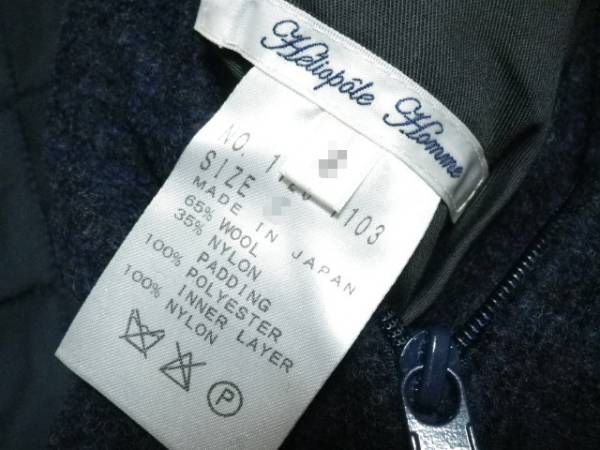 Héliopôle Homme
NO. 103
SIZE
MADE IN JAPAN
65% WOOL
35% NYLON
PADDING
100% POLYESTER
INNER LAYER
100% NYLON
P